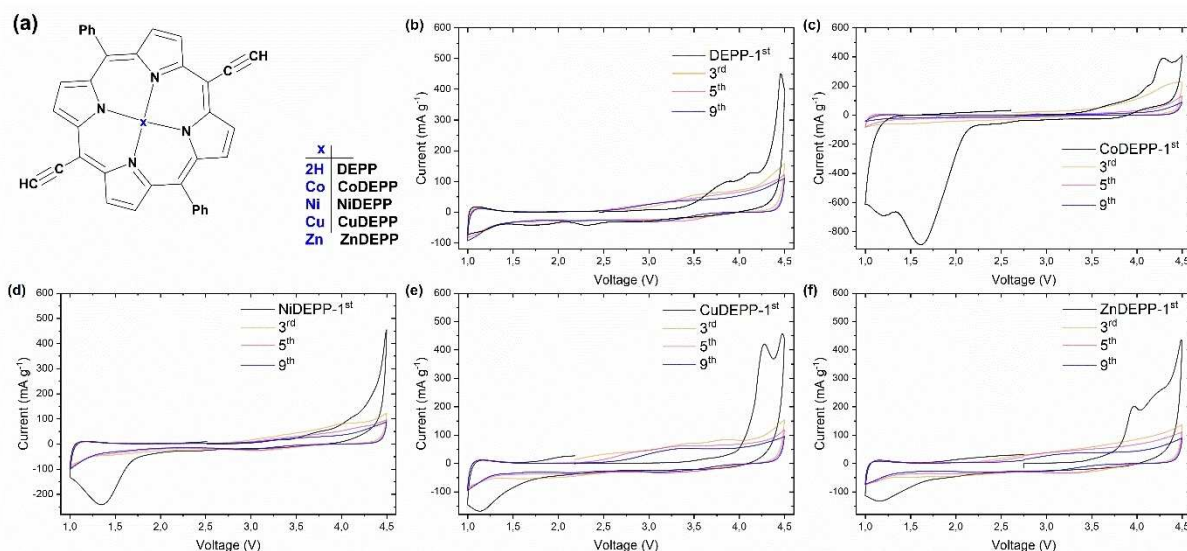 (a)
Ph
CH
N
N
x
N
N
HC
Ph
x
2H DEPP
Co CoDEPP
Ni NiDEPP
Cu CuDEPP
Zn ZnDEPP
(b)
600
500
400
300
200
100
0
-100
Current (mA g⁻¹)
DEPP-1st
3rd
5th
9th
1,0 1,5 2,0 2,5 3,0 3,5 4,0 4,5
Voltage (V)
(c)
600
400
200
0
-200
-400
-600
-800
Current (mA g⁻¹)
CoDEPP-1st
3rd
5th
9th
1,0 1,5 2,0 2,5 3,0 3,5 4,0 4,5
Voltage (V)
(d)
600
500
400
300
200
100
0
-100
-200
Current (mA g⁻¹)
NiDEPP-1st
3rd
5th
9th
1,0 1,5 2,0 2,5 3,0 3,5 4,0 4,5
Voltage (V)
(e)
600
500
400
300
200
100
0
-100
Current (mA g⁻¹)
CuDEPP-1st
3rd
5th
9th
1,0 1,5 2,0 2,5 3,0 3,5 4,0 4,5
Voltage (V)
(f)
600
500
400
300
200
100
0
-100
Current (mA g⁻¹)
ZnDEPP-1st
3rd
5th
9th
1,0 1,5 2,0 2,5 3,0 3,5 4,0 4,5
Voltage (V)